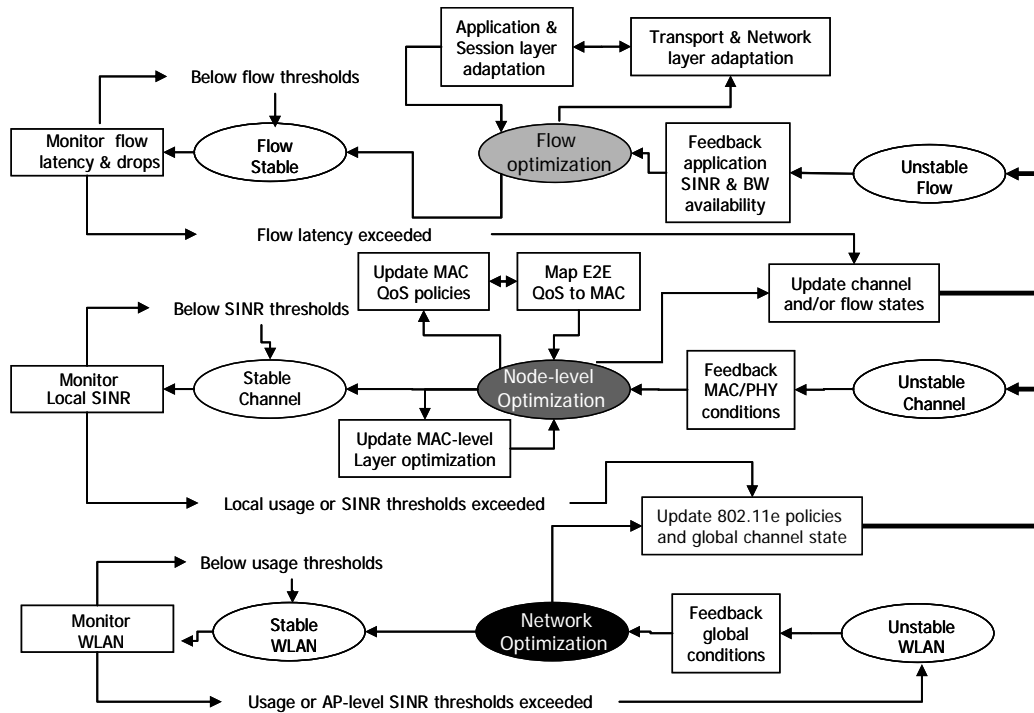 Application &
Session layer
adaptation
Transport & Network
layer adaptation
Below flow thresholds
Monitor flow
latency & drops
Flow
Stable
Flow
optimization
Feedback
application
SINR & BW
availability
Unstable
Flow
Flow latency exceeded
Update MAC
QoS policies
Map E2E
QoS to MAC
Update channel
and/or flow states
Below SINR thresholds
Monitor
Local SINR
Stable
Channel
Node-level
Optimization
Feedback
MAC/PHY
conditions
Unstable
Channel
Update MAC-level
Layer optimization
Local usage or SINR thresholds exceeded
Update 802.11e policies
and global channel state
Below usage thresholds
Monitor
WLAN
Stable
WLAN
Network
Optimization
Feedback
global
conditions
Unstable
WLAN
Usage or AP-level SINR thresholds exceeded